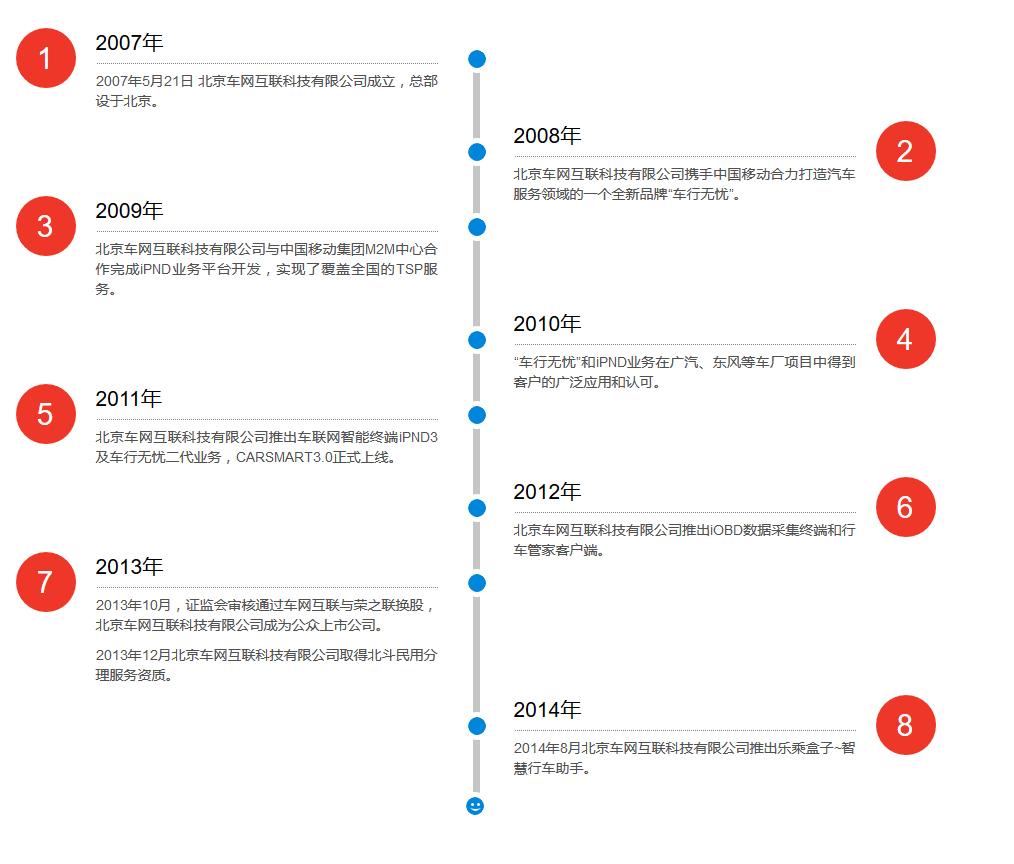 1
2007年
2007年5月21日 北京车网互联科技有限公司成立，总部
设于北京。
2008年
2
北京车网互联科技有限公司携手中国移动合力打造汽车
服务领域的一个全新品牌“车行无忧”。
3
2009年
北京车网互联科技有限公司与中国移动集团M2M中心合
作完成iPND业务平台开发，实现了覆盖全国的TSP服
务。
2010年
4
“车行无忧”和iPND业务在广汽、东风等车厂项目中得到
客户的广泛应用和认可。
5
2011年
北京车网互联科技有限公司推出车联网智能终端iPND3
及车行无忧二代业务，CARSMART3.0正式上线。
2012年
6
北京车网互联科技有限公司推出iOBD数据采集终端和行
车管家客户端。
7
2013年
2013年10月，证监会审核通过车网互联与荣之联换股，
北京车网互联科技有限公司成为公众上市公司。
2013年12月北京车网互联科技有限公司取得北斗民用分
理服务资质。
2014年
8
2014年8月北京车网互联科技有限公司推出乐乘盒子~智
慧行车助手。